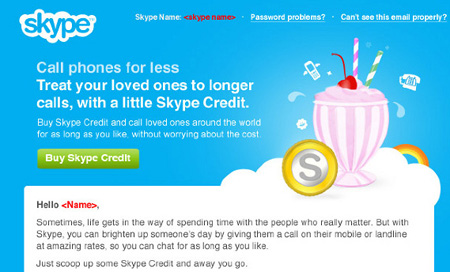 skype
Skype Name: <skype name> · Password problems? · Can't see this email properly?
Call phones for less
Treat your loved ones to longer
calls, with a little Skype Credit.
Buy Skype Credit and call loved ones around the world
for as long as you like, without worrying about the cost.
Buy Skype Credit
S
Hello <Name>,
Sometimes, life gets in the way of spending time with the people who really matter. But with
Skype, you can brighten up someone's day by giving them a call on their mobile or landline
at amazing rates, so you can chat for as long as you like.
Just scoop up some Skype Credit and away you go.